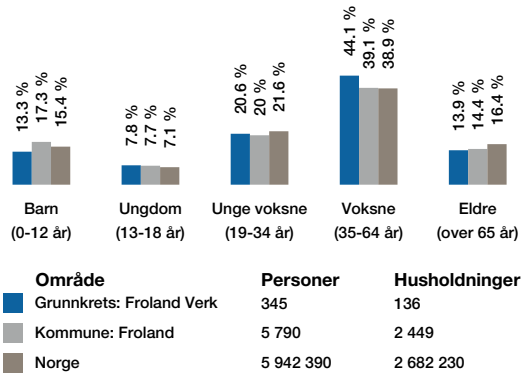 13.3 % 17.3 % 15.4 %
7.8 % 7.7 % 7.1 %
20.6 % 20 % 21.6 %
44.1 % 39.1 % 38.9 %
13.9 % 14.4 % 16.4 %
Barn Ungdom Unge voksne Voksne Eldre
(0-12 år) (13-18 år) (19-34 år) (35-64 år) (over 65 år)
Område Personer Husholdninger
Grunnkrets: Froland Verk 345 136
Kommune: Froland 5 790 2 449
Norge 5 942 390 2 682 230